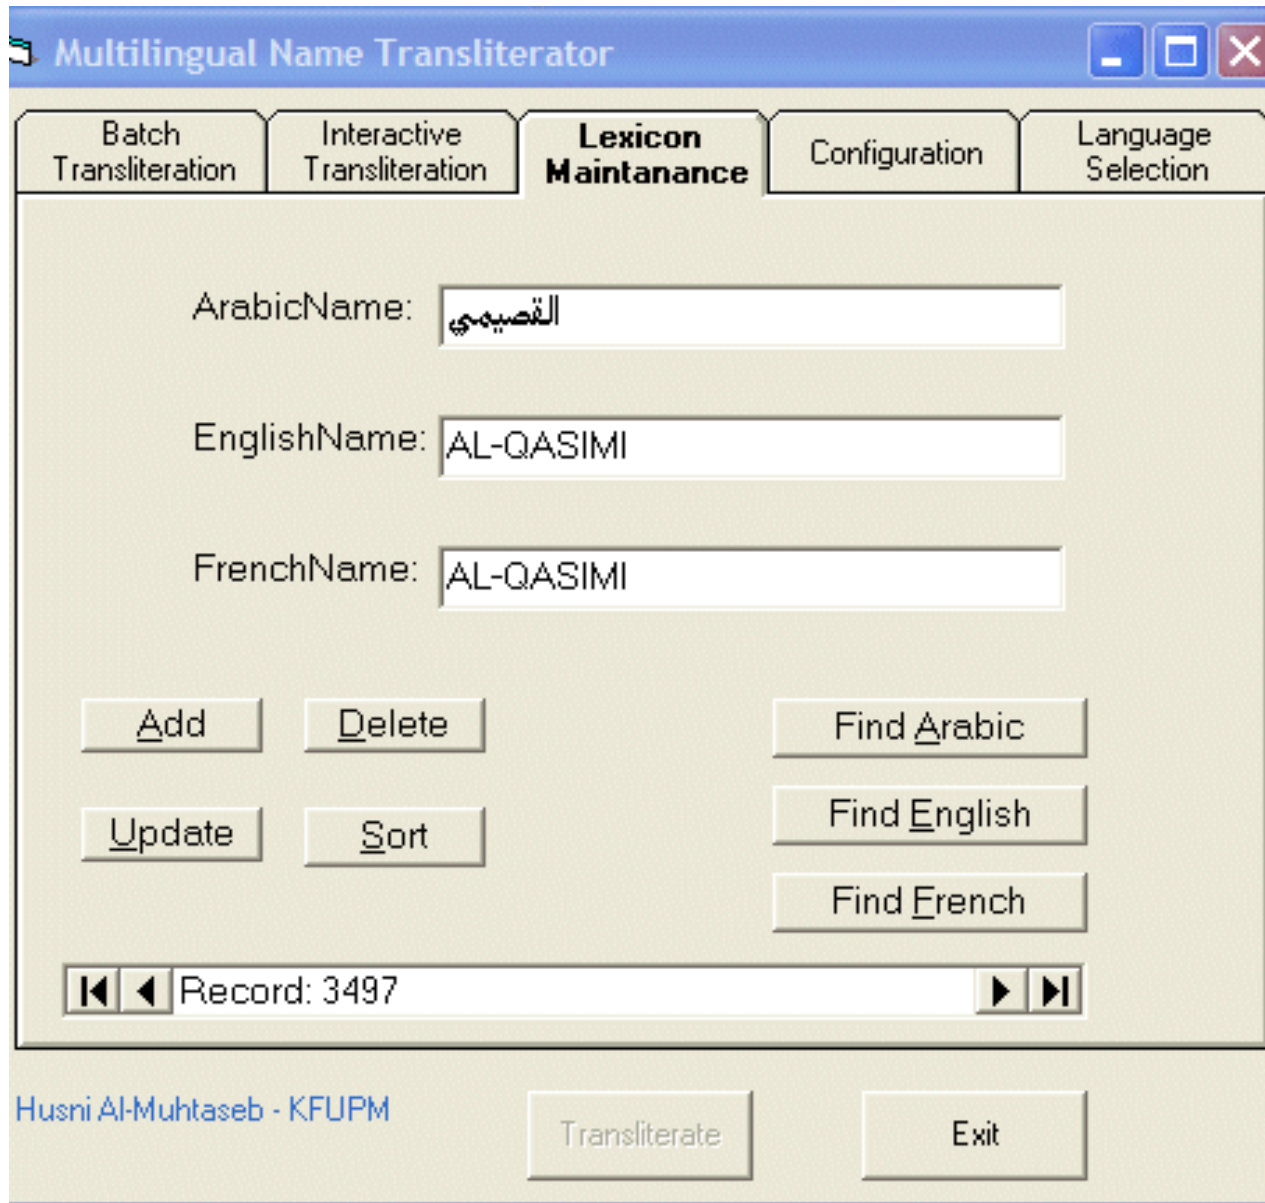 Multilingual Name Transliterator
Batch
Transliteration
Interactive
Transliteration
Lexicon
Maintanance
Configuration
Language
Selection
ArabicName: القصيمي
EnglishName: AL-QASIMI
FrenchName: AL-QASIMI
Add Delete
Find Arabic
Update Sort
Find English
Find French
Record: 3497
Husni Al-Muhtaseb - KFUPM
Transliterate
Exit